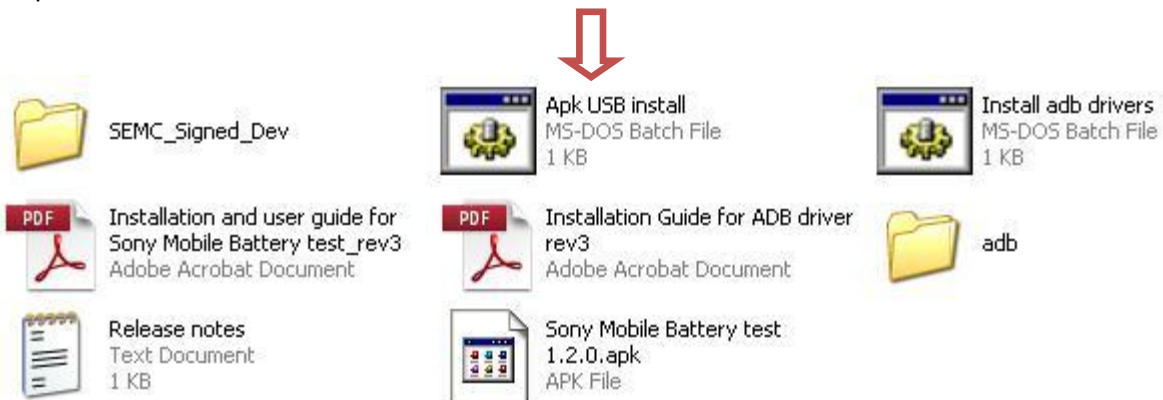 SEMC_Signed_Dev
Apk USB install
MS-DOS Batch File
1 KB
Install adb drivers
MS-DOS Batch File
1 KB
PDF
Installation and user guide for
Sony Mobile Battery test_rev3
Adobe Acrobat Document
PDF
Installation Guide for ADB driver
rev3
Adobe Acrobat Document
adb
Release notes
Text Document
1 KB
Sony Mobile Battery test
1.2.0.apk
APK File